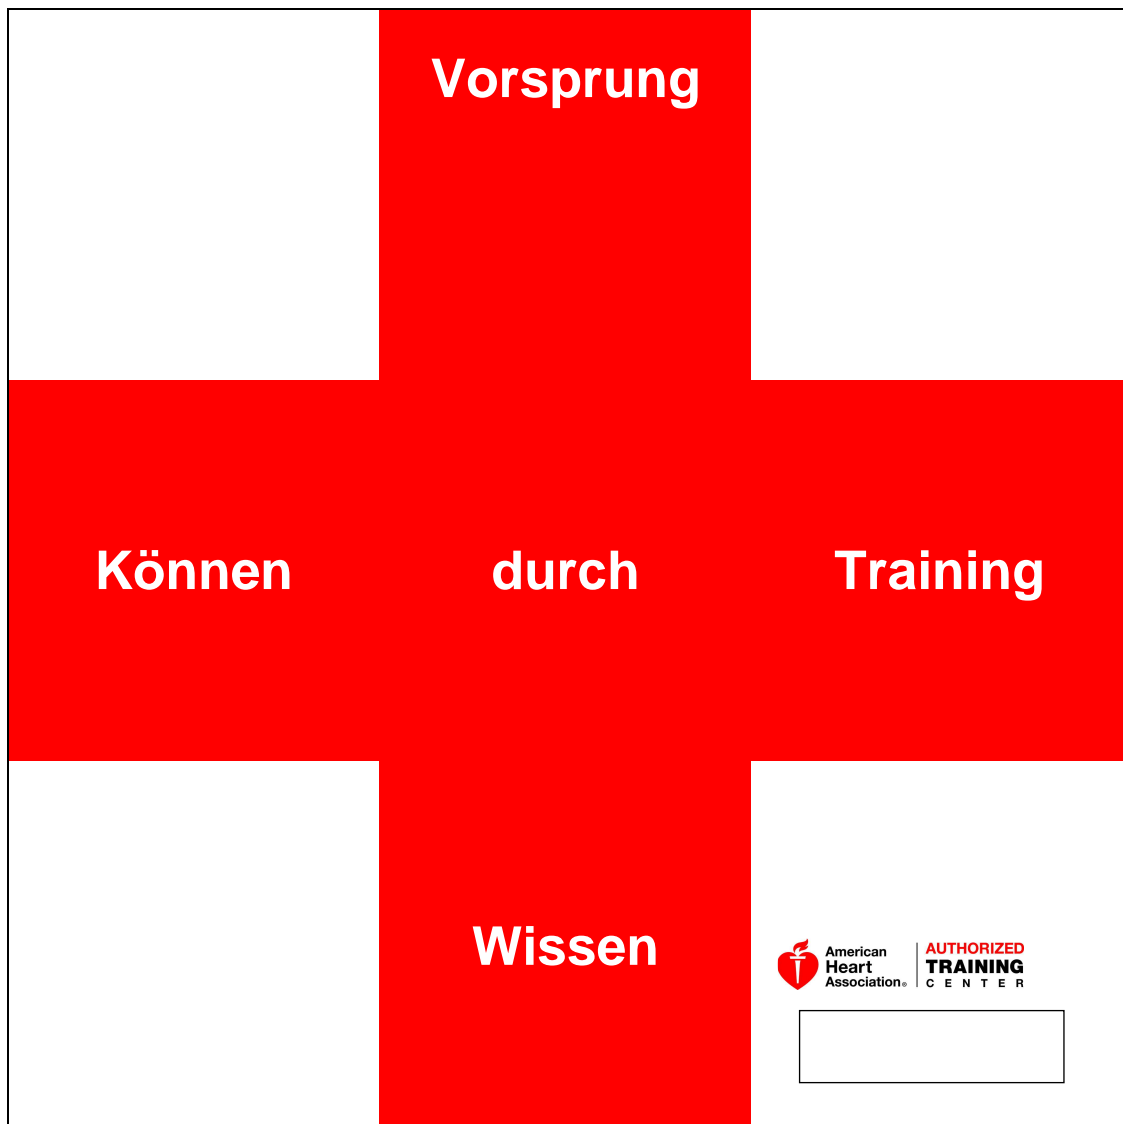 Vorsprung
Können durch Training
Wissen
American
Heart
Association®
AUTHORIZED
TRAINING
CENTER